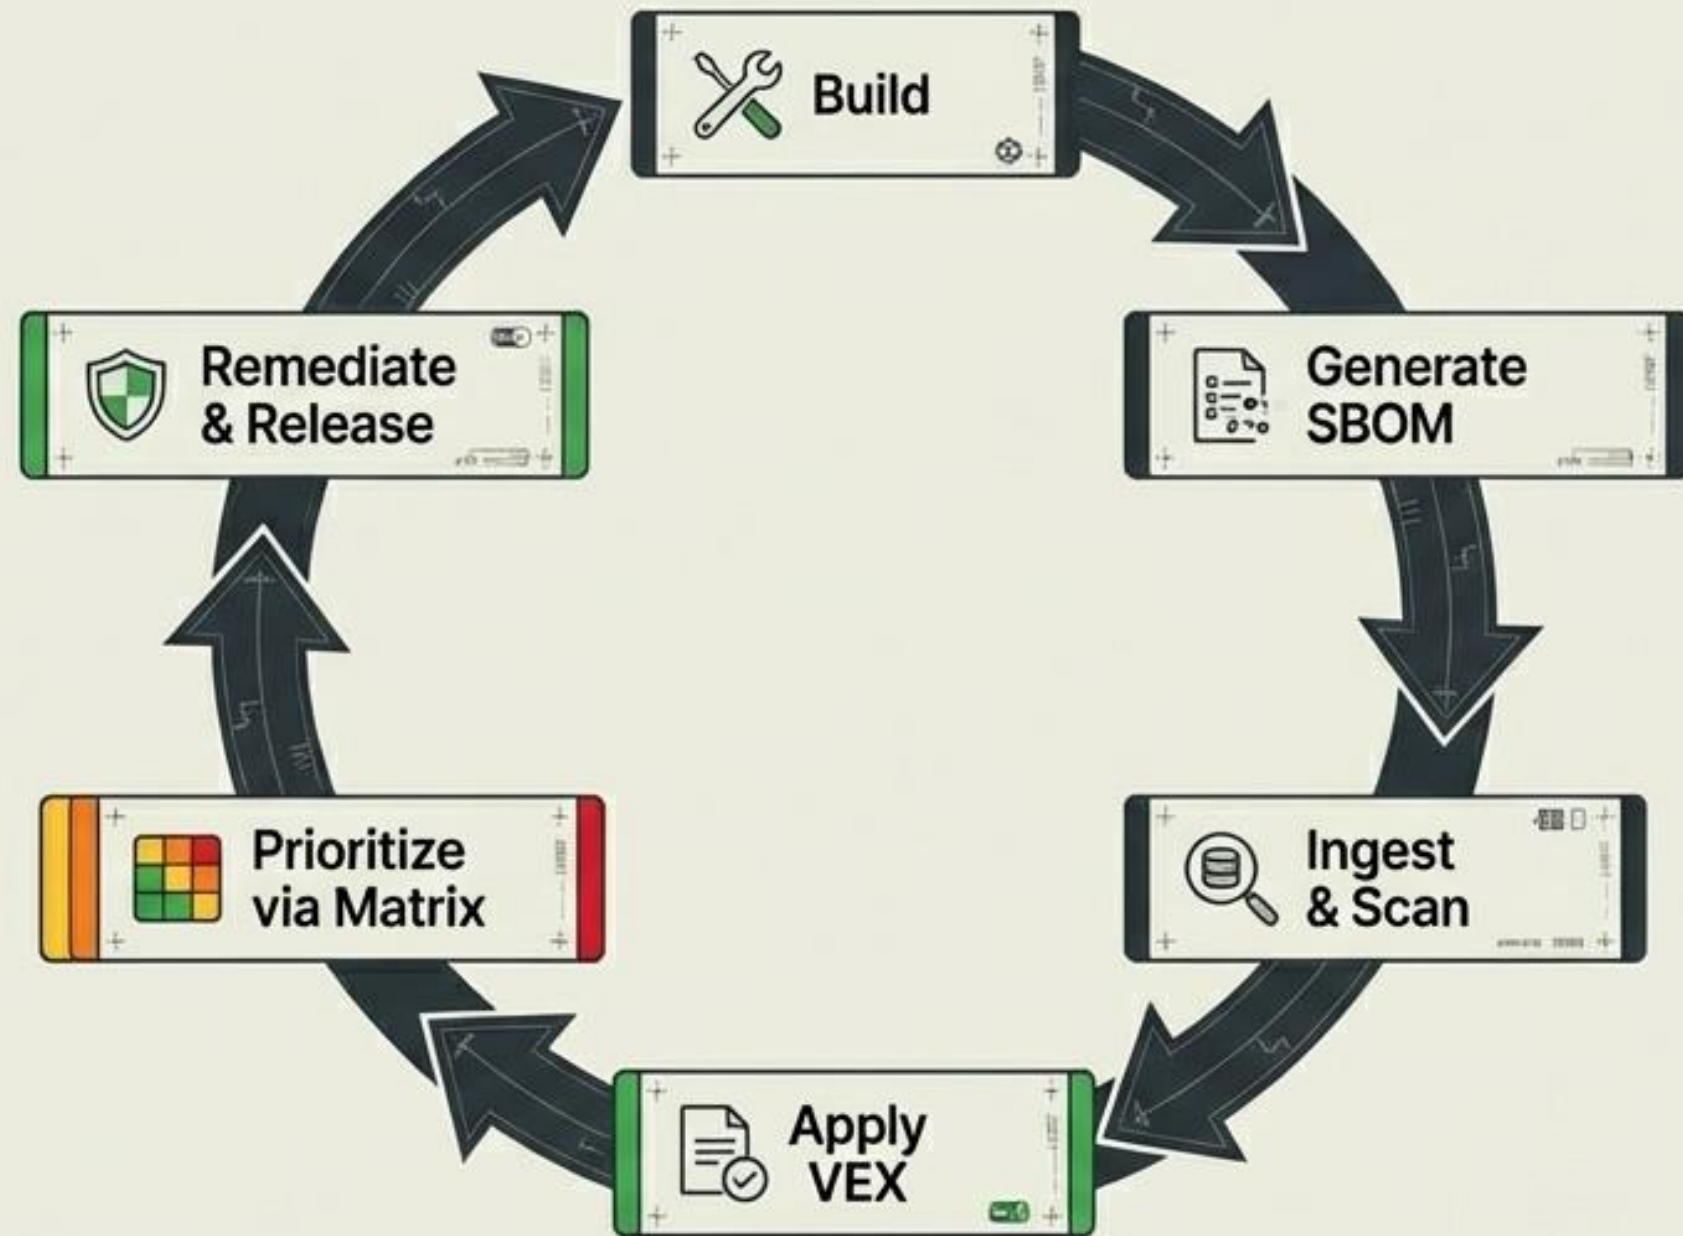 Build
Generate
SBOM
Ingest
& Scan
Apply
VEX
Prioritize
via Matrix
Remediate
& Release